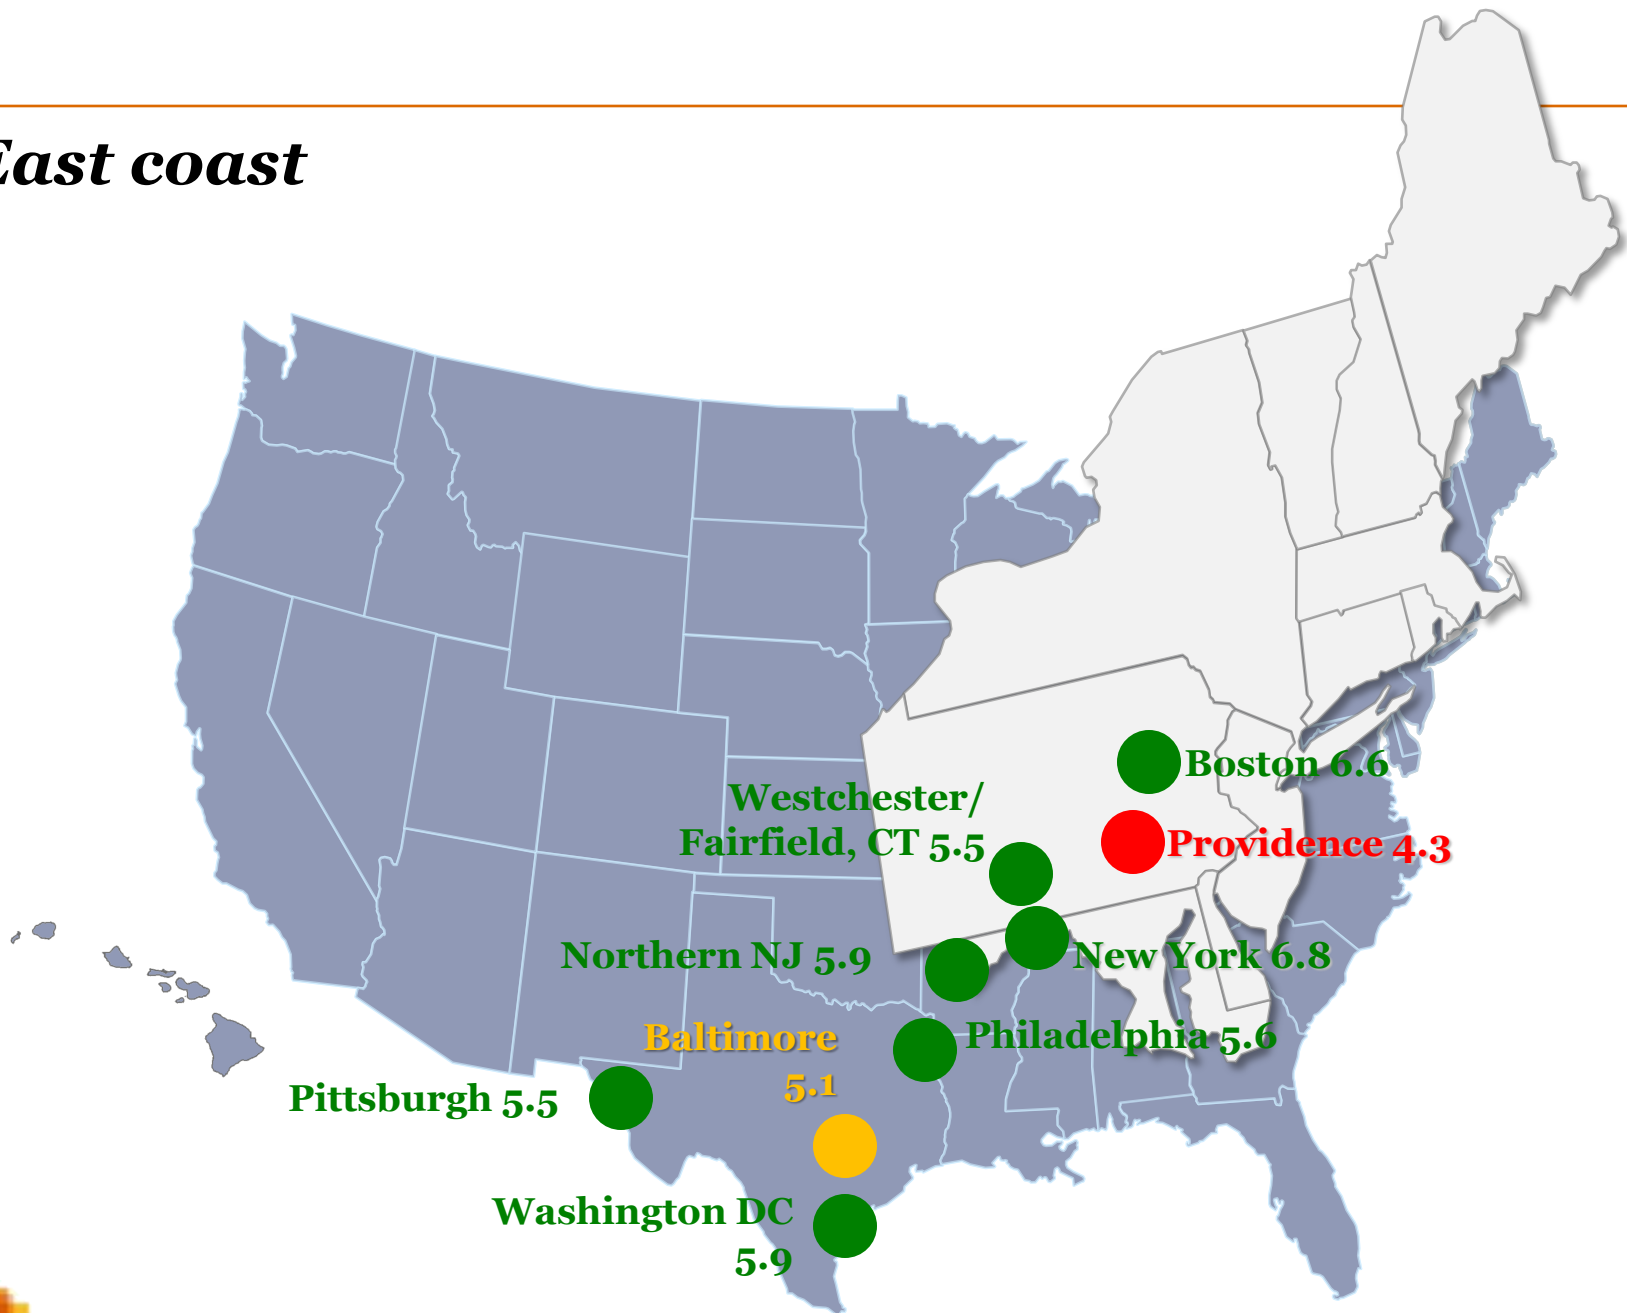 East coast
Boston 6.6
Westchester/
Fairfield, CT 5.5
Providence 4.3
Northern NJ 5.9
New York 6.8
Baltimore
5.1
Philadelphia 5.6
Pittsburgh 5.5
Washington DC
5.9